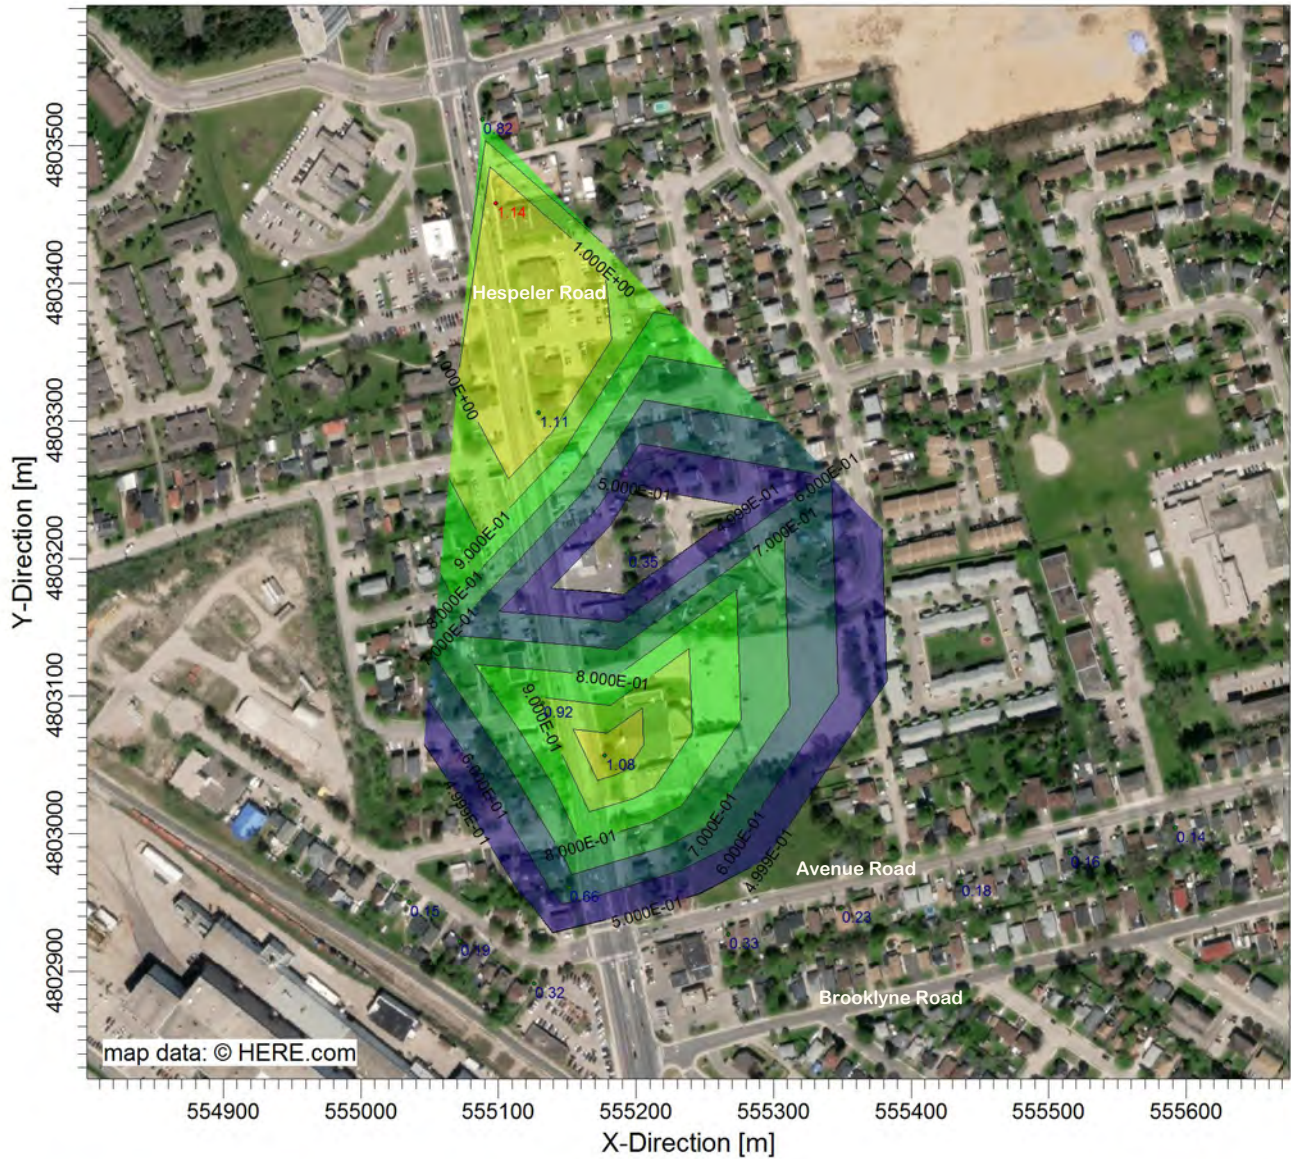 0.82
1.14
1.000E+00
Hespeler Road
000E+00
1.11
5.000E-01
4.999E-01
6.000E-01
7.000E-01
9.000E-01
8.000E-01
0.35
7.000E-01
8.000E-01
9.000E-01
0.92
1.08
6.000E-01
4.999E-01
8.000E-01
7.000E-01
6.000E-01
4.999E-01
0.66
5.000E-01
Avenue Road
0.14
0.16
0.18
0.23
0.33
0.15
0.19
0.32
Brooklyne Road
map data: © HERE.com
4803500
4803400
4803300
4803200
4803100
4803000
4802900
Y-Direction [m]
554900 555000 555100 555200 555300 555400 555500 555600
X-Direction [m]